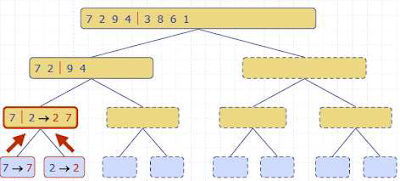 7 2 9 4 | 3 8 6 1
7 2 | 9 4
7 | 2 → 2 7
7 → 7 2 → 2